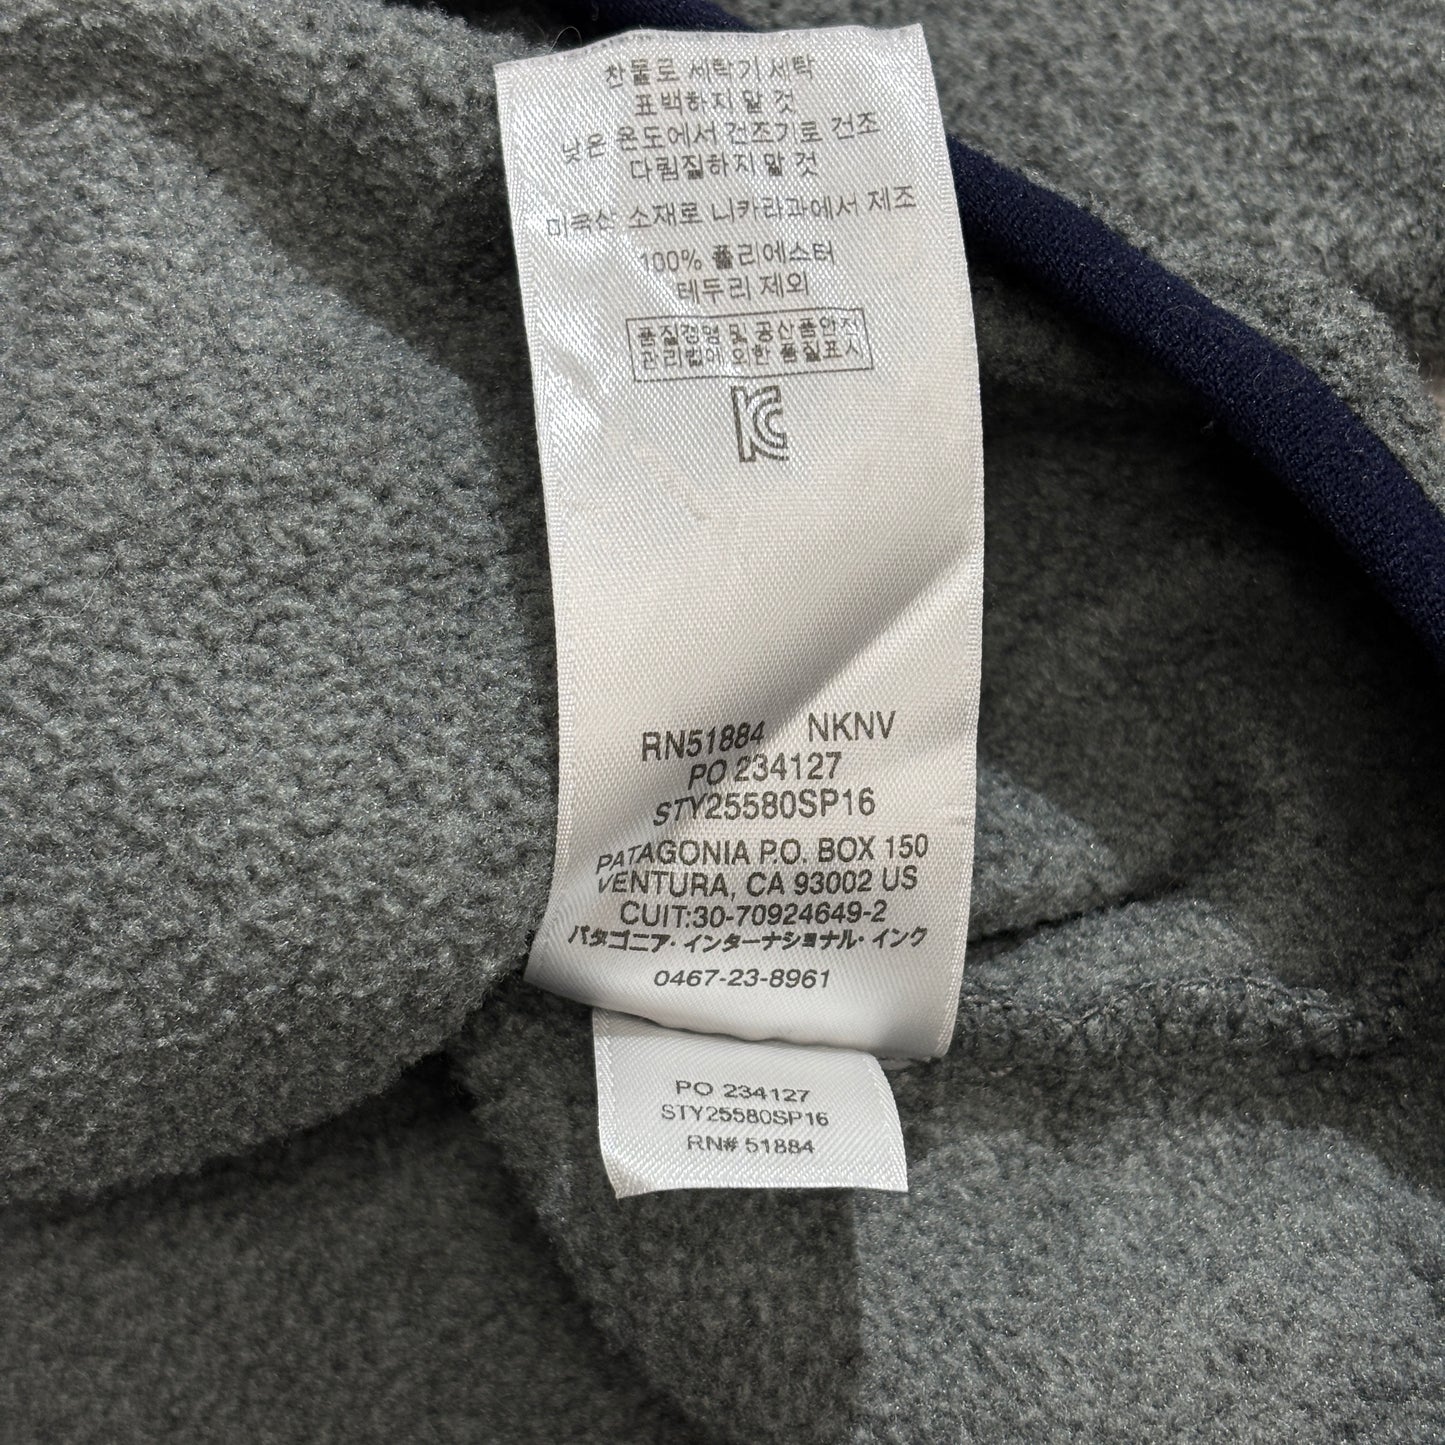 찬물로 세탁기 세탁
표백하지 말 것
낮은 온도에서 건조기로 건조
다림질하지 말 것
미국산 소재로 니카라과에서 제조
100% 폴리에스터
테두리 제외
품질경영 및 공산품안전
관리법에 의한 품질표시
KC
RN51884 NKNV
PO 234127
STY25580SP16
PATAGONIA P.O. BOX 150
VENTURA, CA 93002 US
CUIT:30-70924649-2
パタゴニア・インターナショナル・インク
0467-23-8961
PO 234127
STY25580SP16
RN# 51884